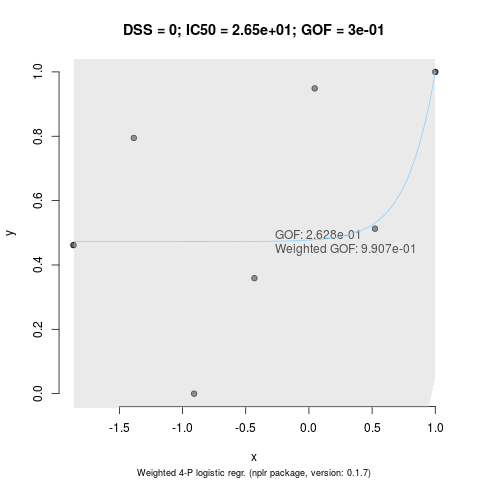 DSS = 0; IC50 = 2.65e+01; GOF = 3e-01
1.0
0.8
0.6
0.4
0.2
0.0
y
GOF: 2.628e-01
Weighted GOF: 9.907e-01
-1.5 -1.0 -0.5 0.0 0.5 1.0
x
Weighted 4-P logistic regr. (nplr package, version: 0.1.7)